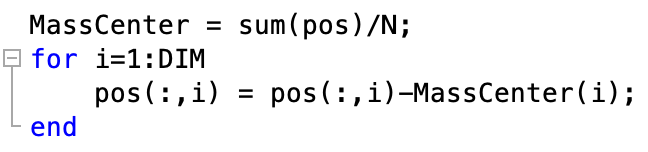 MassCenter = sum(pos)/N;
for i=1:DIM
pos(:,i) = pos(:,i)-MassCenter(i);
end